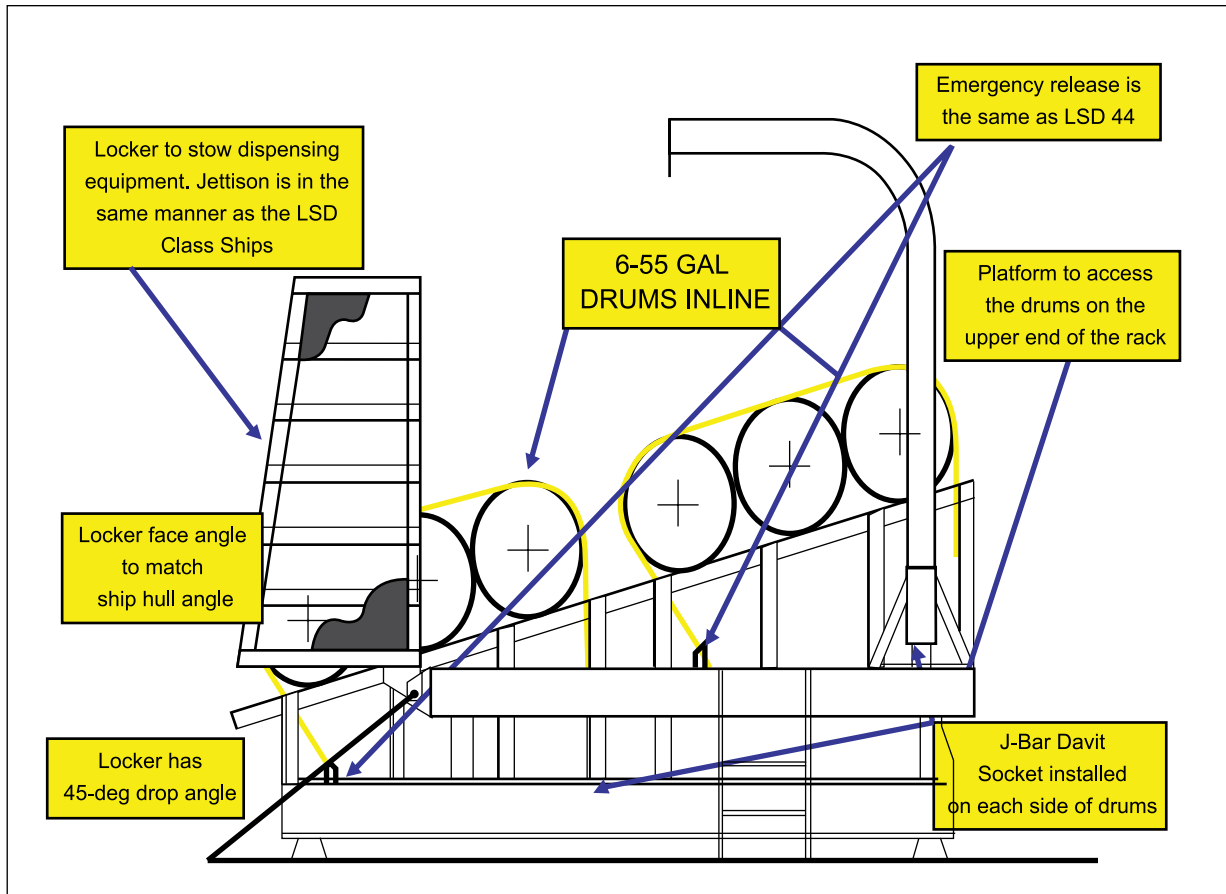 Emergency release is
the same as LSD 44
Locker to stow dispensing
equipment. Jettison is in the
same manner as the LSD
Class Ships
6-55 GAL
DRUMS INLINE
Platform to access
the drums on the
upper end of the rack
Locker face angle
to match
ship hull angle
Locker has
45-deg drop angle
J-Bar Davit
Socket installed
on each side of drums